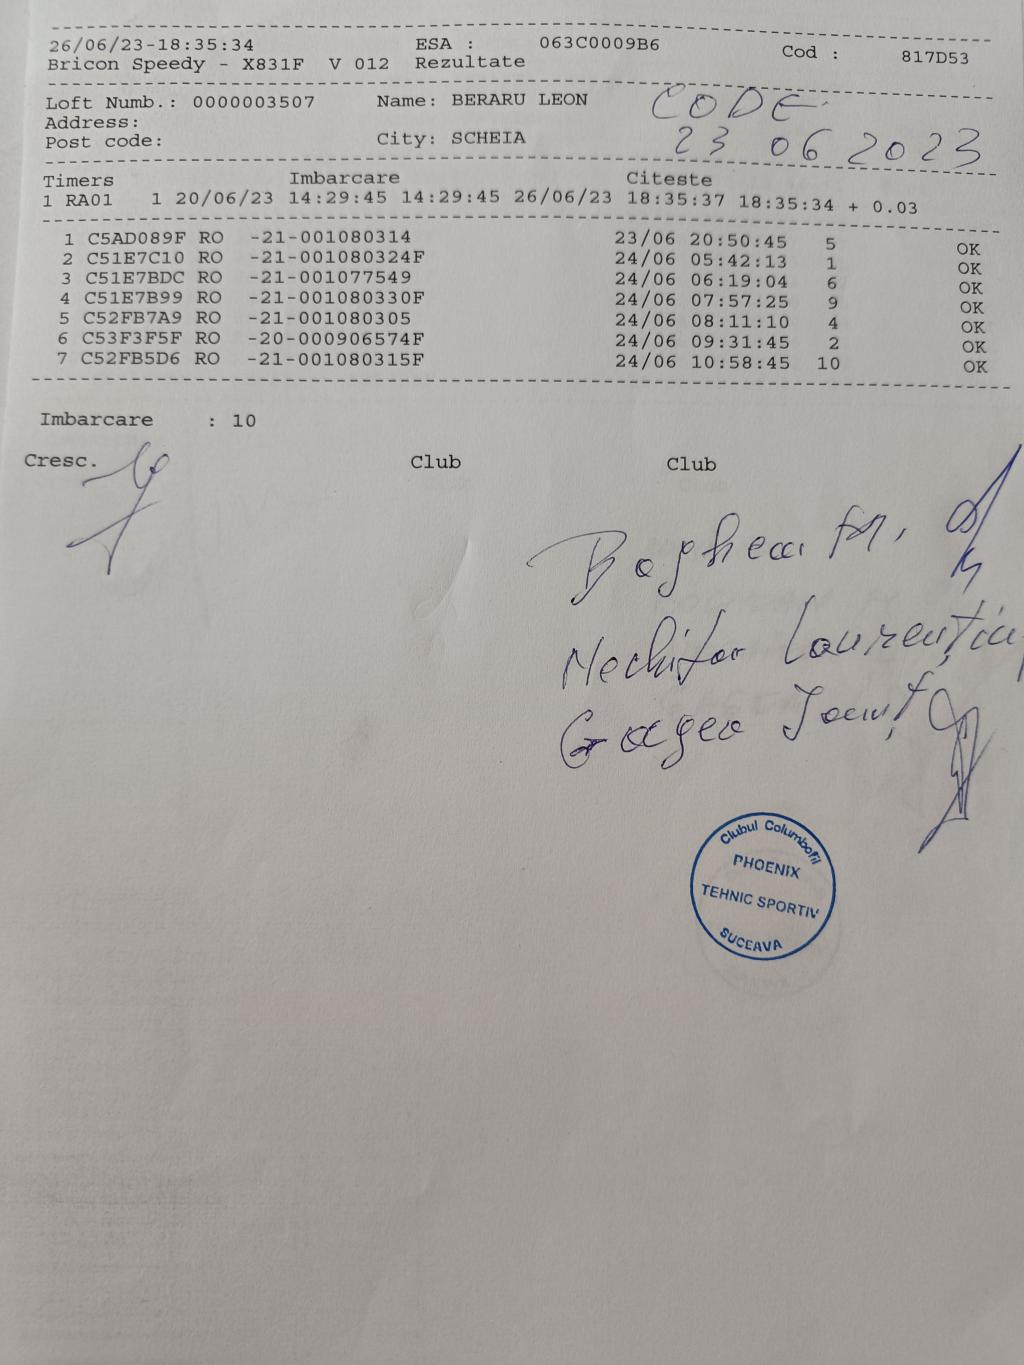 26/06/23-18:35:34 ESA : 063C0009B6 Cod : 817D53
Bricon Speedy - X831F V 012 Rezultate
Loft Numb.: 0000003507 Name: BERARU LEON CODE
Address:
Post code: City: SCHEIA 23 06 2023
Timers Imbarcare Citeste
1 RA01 1 20/06/23 14:29:45 14:29:45 26/06/23 18:35:37 18:35:34 + 0.03
1 C5AD089F RO -21-001080314 23/06 20:50:45 5 OK
2 C51E7C10 RO -21-001080324F 24/06 05:42:13 1 OK
3 C51E7BDC RO -21-001077549 24/06 06:19:04 6 OK
4 C51E7B99 RO -21-001080330F 24/06 07:57:25 9 OK
5 C52FB7A9 RO -21-001080305 24/06 08:11:10 4 OK
6 C53F3F5F RO -20-000906574F 24/06 09:31:45 2 OK
7 C52FB5D6 RO -21-001080315F 24/06 10:58:45 10 OK
Imbarcare : 10
Cresc. Club Club
Nechifor Laurențiu
Clubul Columbofil
PHOENIX
TEHNIC SPORTIV
SUCEAVA